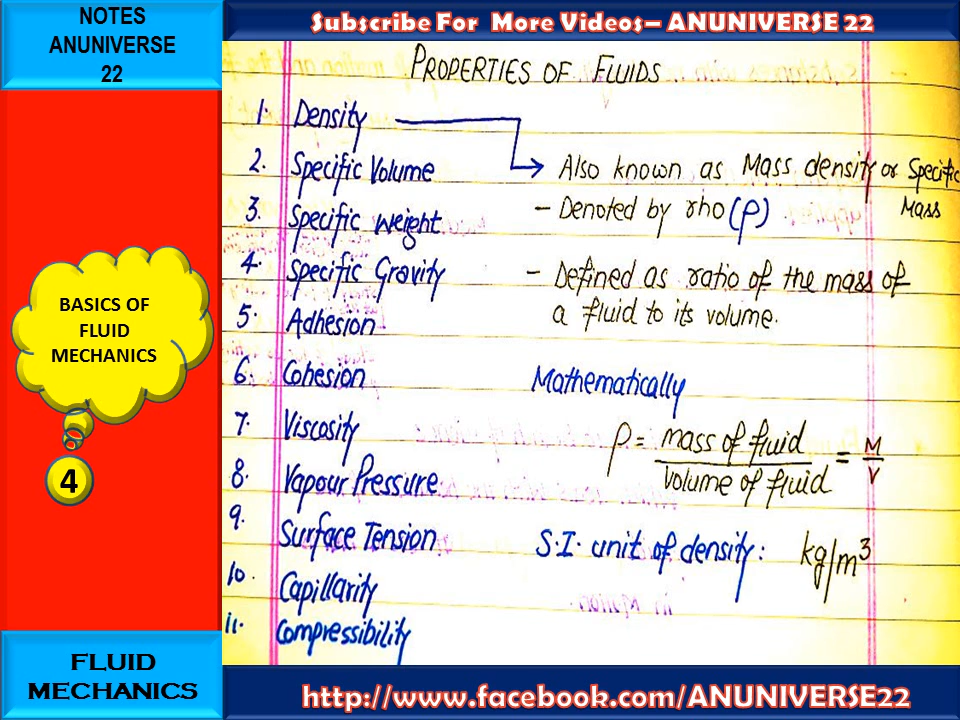 NOTES
ANUNIVERSE
22
Subscribe For More Videos – ANUNIVERSE 22
BASICS OF
FLUID
MECHANICS
4
FLUID
MECHANICS
PROPERTIES OF FLUIDS
1. Density
2. Specific Volume
3. Specific Weight
4. Specific Gravity
5. Adhesion
6. Cohesion
7. Viscosity
8. Vapour Pressure
9. Surface Tension
10. Capillarity
11. Compressibility
Also known as Mass density or Specific
Mass
- Denoted by rho (ρ)
- Defined as ratio of the mass of
a fluid to its volume.
Mathematically
ρ = mass of fluid / volume of fluid = M / V
S.I. unit of density: kg/m³
http://www.facebook.com/ANUNIVERSE22